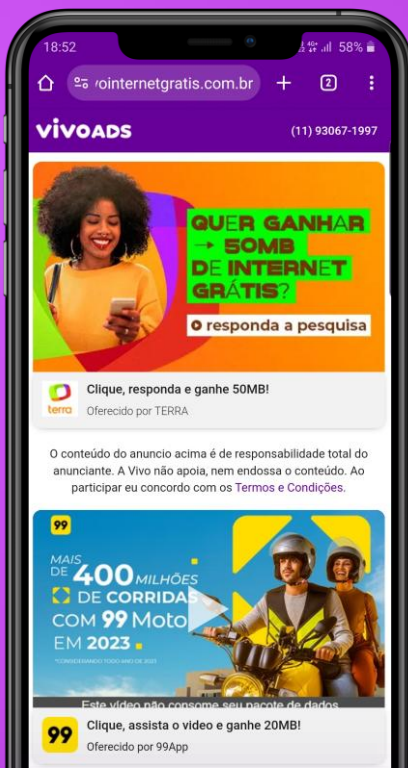 18:52
4G+
58%
vointernetgratis.com.br
+
2
vivoads
(11) 93067-1997
QUER GANHAR
→ 50MB
DE INTERNET
GRÁTIS?
responda a pesquisa
terra
Clique, responda e ganhe 50MB!
Oferecido por TERRA
O conteúdo do anuncio acima é de responsabilidade total do
anunciante. A Vivo não apoia, nem endossa o conteúdo. Ao
participar eu concordo com os Termos e Condições.
99
MAIS
DE 400 MILHÕES
DE CORRIDAS
COM 99 Moto
EM 2023
*CONSIDERANDO TODO ANO DE 2023
Este vídeo não consome seu pacote de dados
99
Clique, assista o video e ganhe 20MB!
Oferecido por 99App